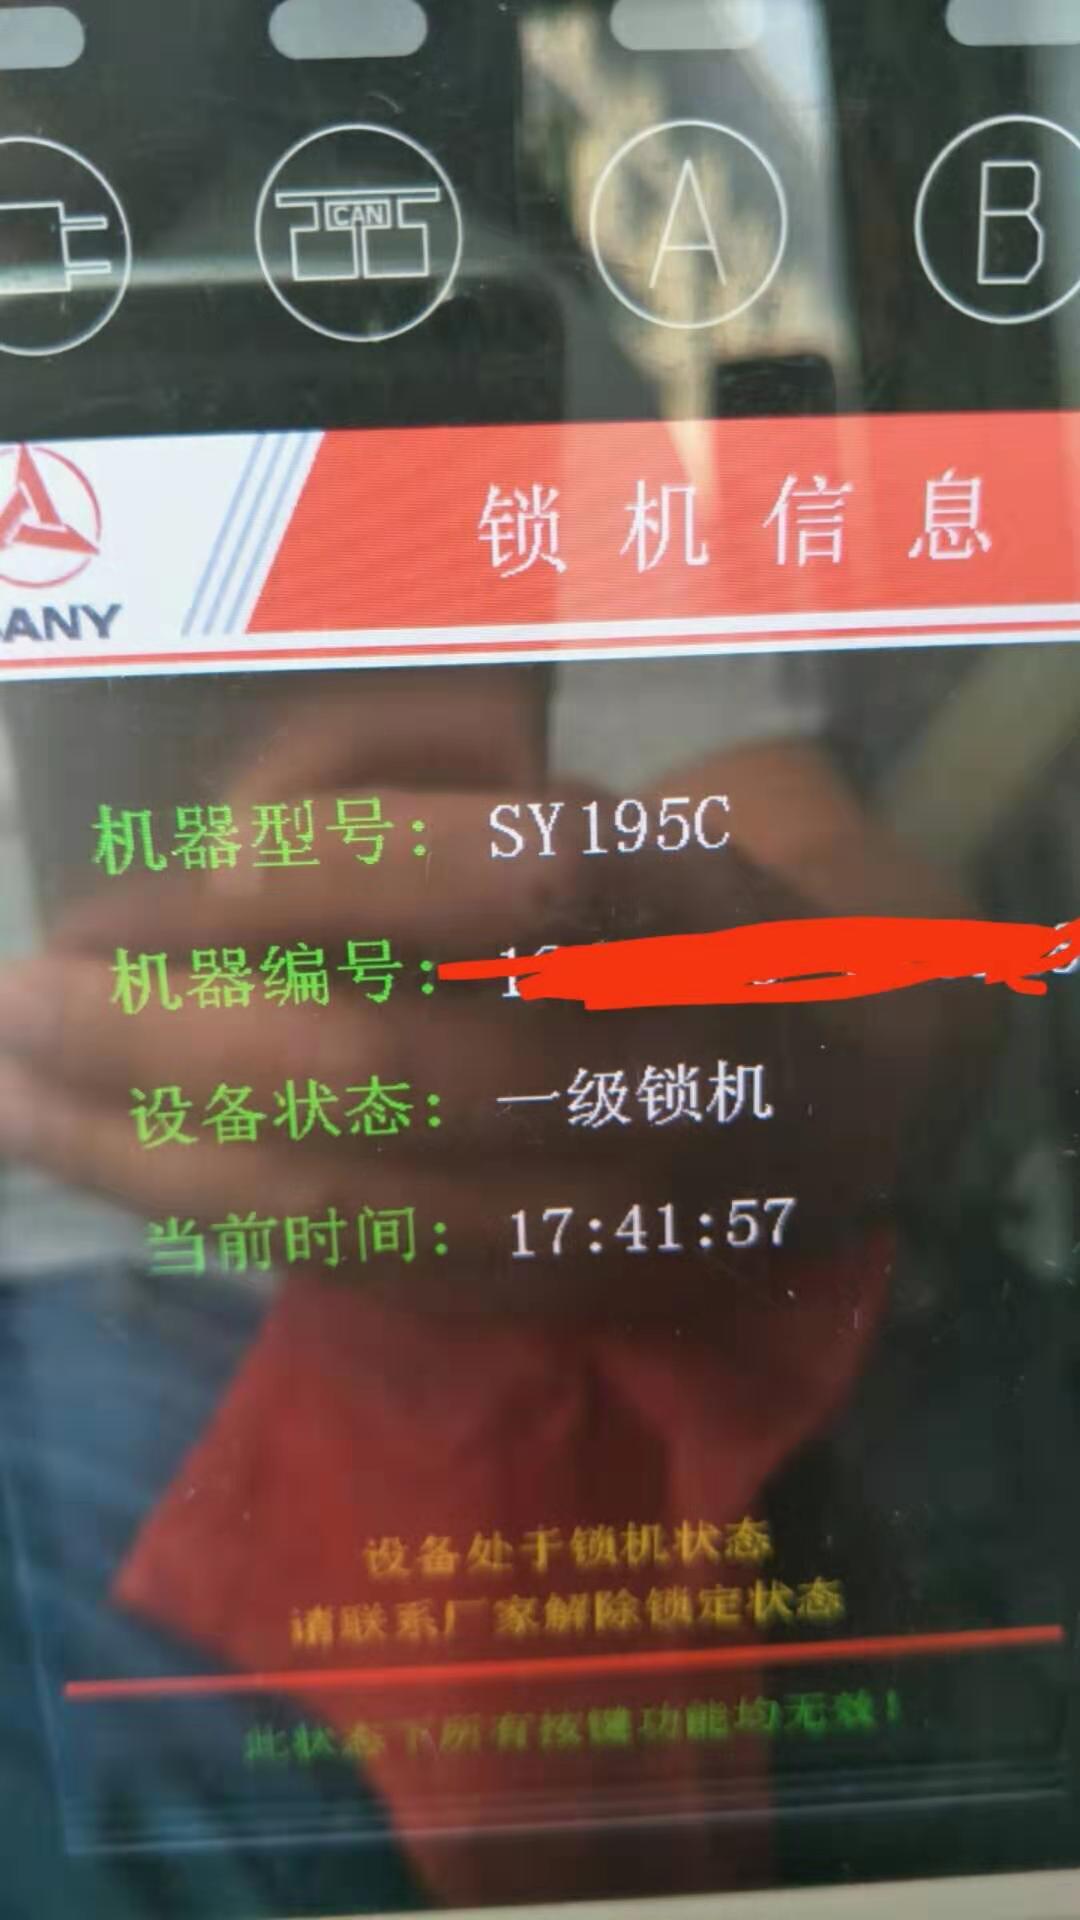 CAN
A
B
锁机信息
SANY
机器型号: SY195C
机器编号:
设备状态: 一级锁机
当前时间: 17:41:57
设备处于锁机状态
请联系厂家解除锁定状态
此状态下所有按键功能均无效!